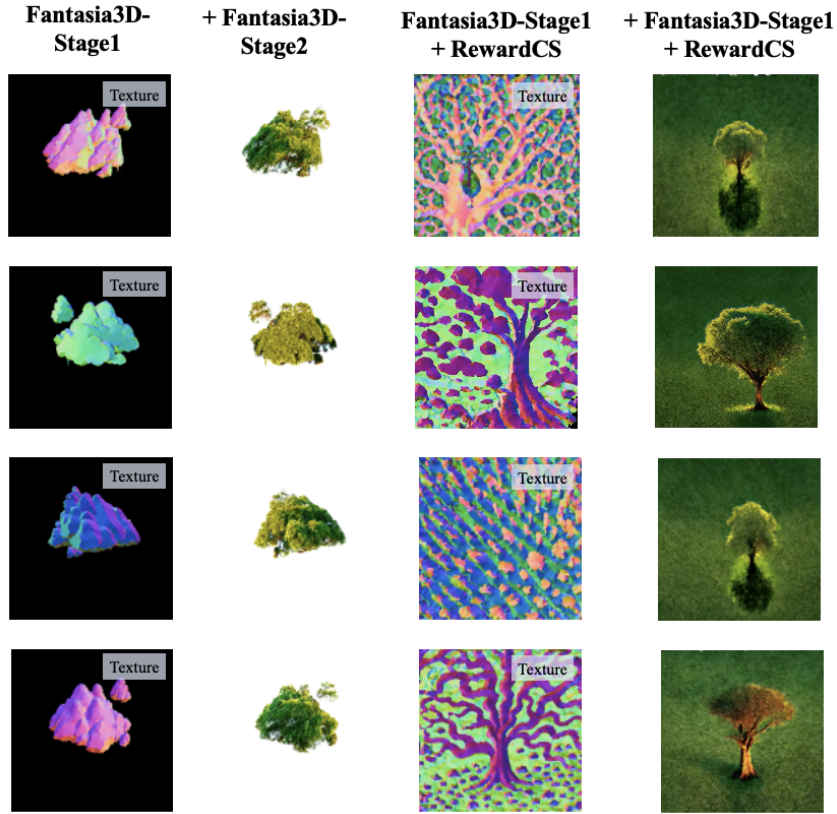 Fantasia3D-
Stage1
+ Fantasia3D-
Stage2
Fantasia3D-Stage1
+ RewardCS
+ Fantasia3D-Stage1
+ RewardCS
Texture
Texture
Texture
Texture
Texture
Texture
Texture
Texture